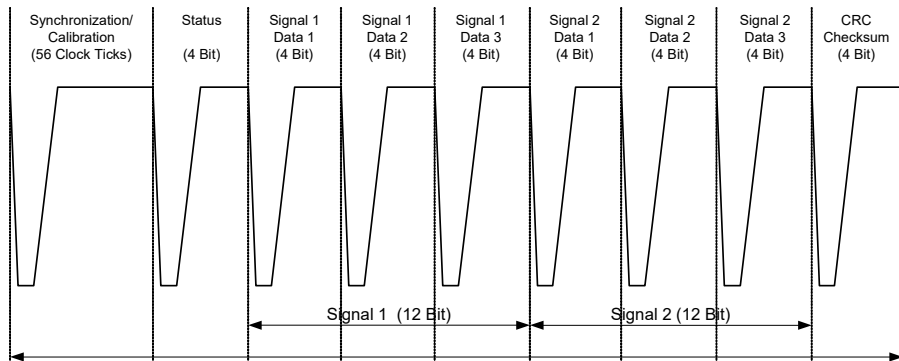 Synchronization/
Calibration
(56 Clock Ticks)
Status
(4 Bit)
Signal 1
Data 1
(4 Bit)
Signal 1
Data 2
(4 Bit)
Signal 1
Data 3
(4 Bit)
Signal 2
Data 1
(4 Bit)
Signal 2
Data 2
(4 Bit)
Signal 2
Data 3
(4 Bit)
CRC
Checksum
(4 Bit)
Signal 1 (12 Bit)
Signal 2 (12 Bit)